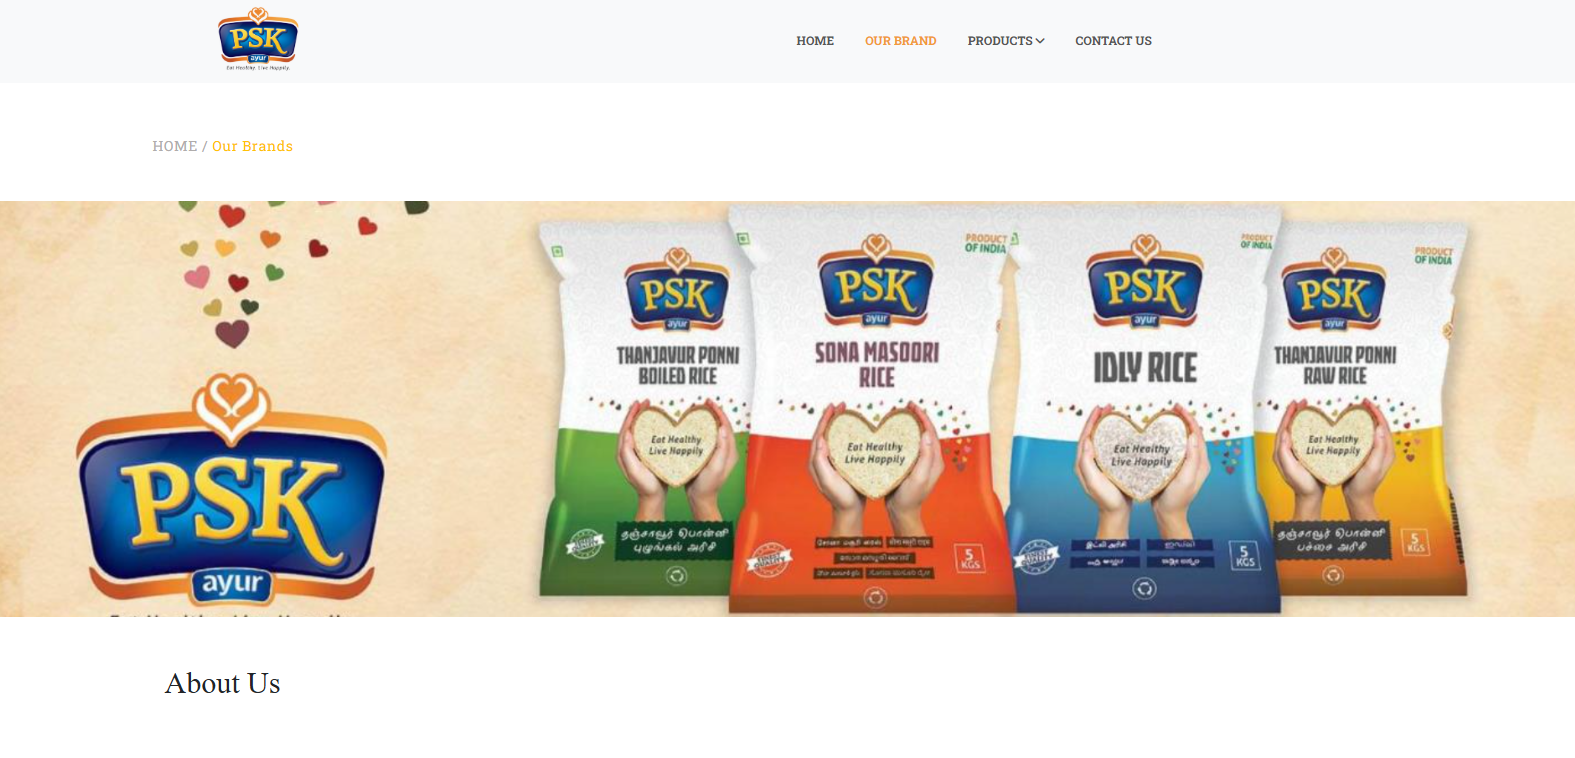 PSK
ayur
Eat Healthy. Live Happily.
HOME
OUR BRAND
PRODUCTS
CONTACT US
HOME / Our Brands
PSK
ayur
PSK
ayur
THANJAVUR PONNI
BOILED RICE
Eat Healthy
Live Happily
தஞ்சாவூர் பொன்னி
புழுங்கல் அரிசி
PRODUCT
OF INDIA
PSK
ayur
SONA MASOORI
RICE
Eat Healthy
Live Happily
5
KGS
PRODUCT
OF INDIA
PSK
ayur
IDLY RICE
Eat Healthy
Live Happily
இட்லி அரிசி
5
KGS
PRODUCT
OF INDIA
PSK
ayur
THANJAVUR PONNI
RAW RICE
Eat Healthy
Live Happily
தஞ்சாவூர் பொன்னி
பச்சை அரிசி
5
KGS
About Us